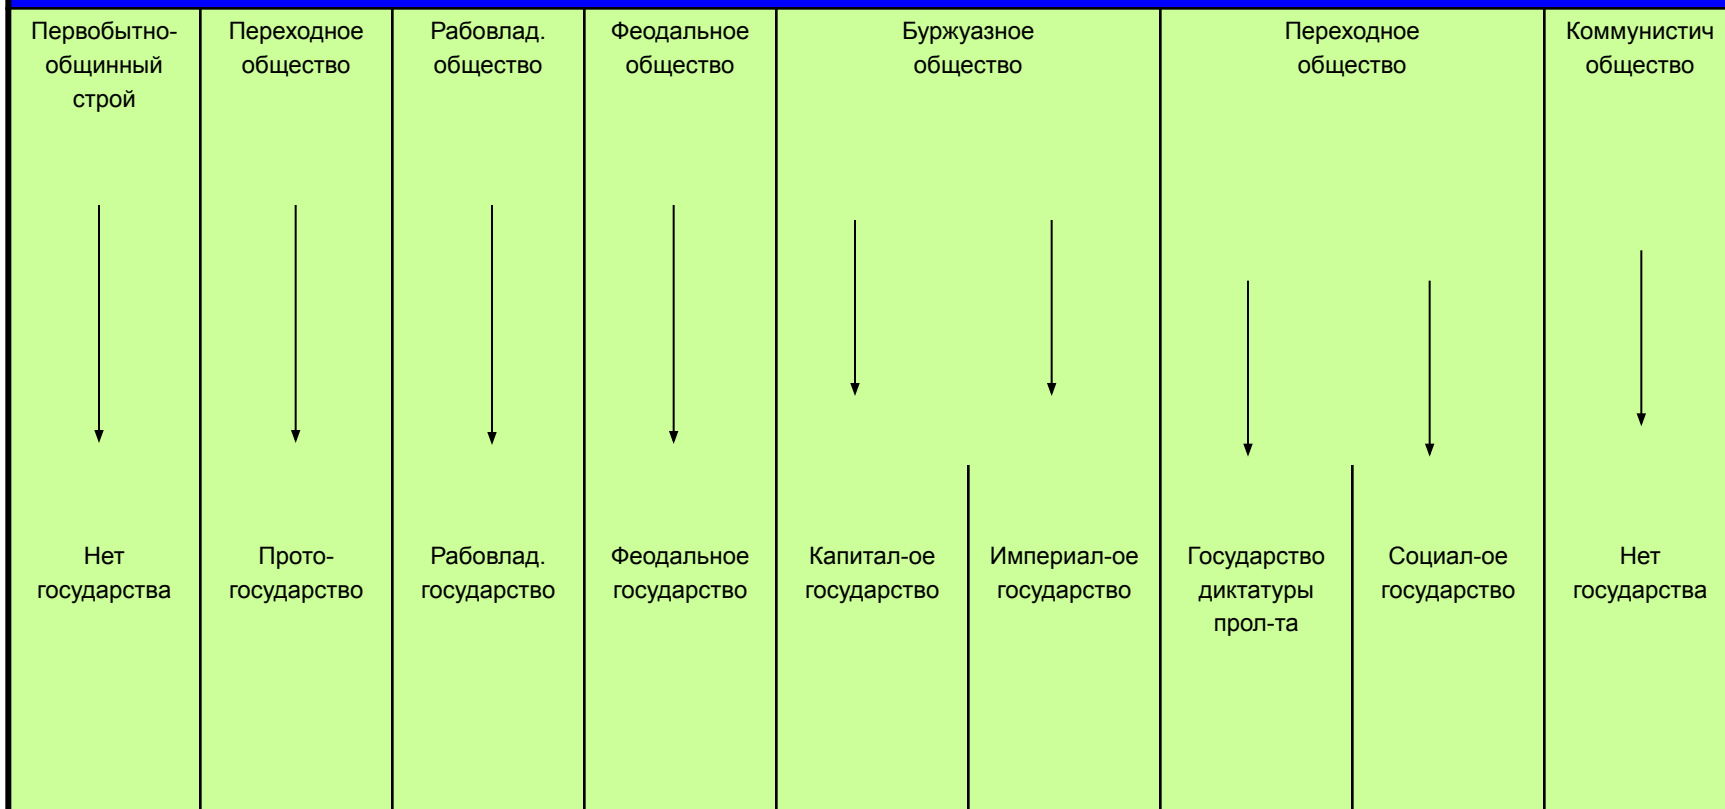 Первобытно-
общинный
строй
Переходное
общество
Рабовлад.
общество
Феодальное
общество
Буржуазное
общество
Переходное
общество
Коммунистич
общество
Нет
государства
Прото-
государство
Рабовлад.
государство
Феодальное
государство
Капитал-ое
государство
Империал-ое
государство
Государство
диктатуры
прол-та
Социал-ое
государство
Нет
государства